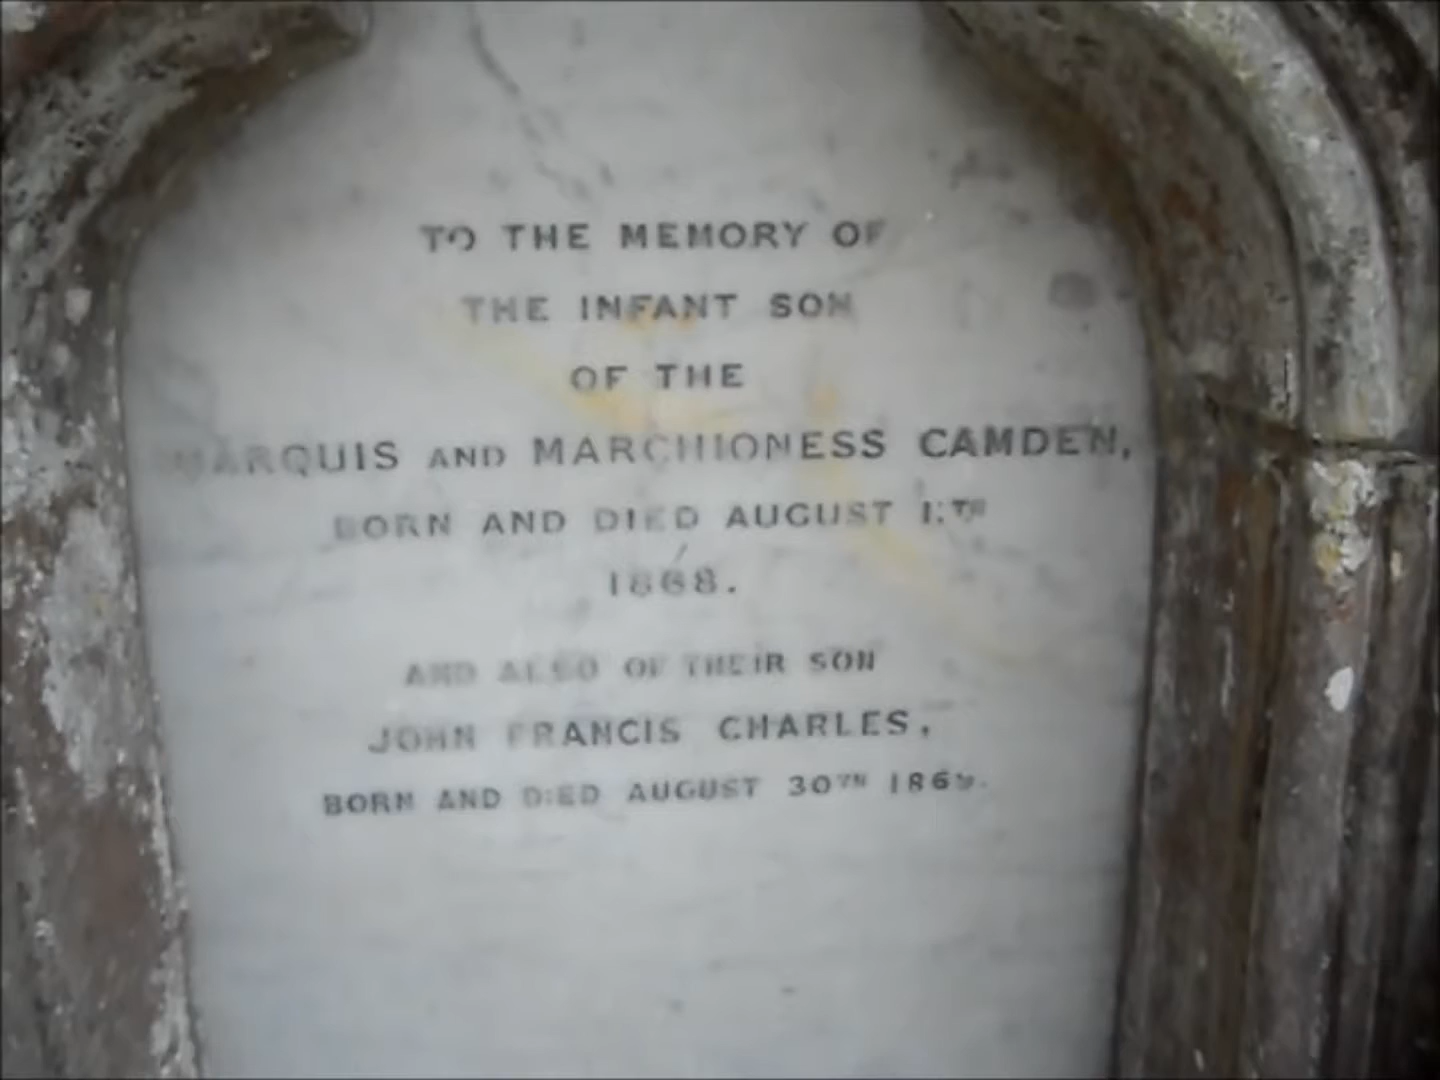 TO THE MEMORY OF
THE INFANT SON
OF THE
MARQUIS AND MARCHIONESS CAMDEN,
BORN AND DIED AUGUST
1868.
AND ALSO OF THEIR SON
JOHN FRANCIS CHARLES,
BORN AND DIED AUGUST 30TH 1869.